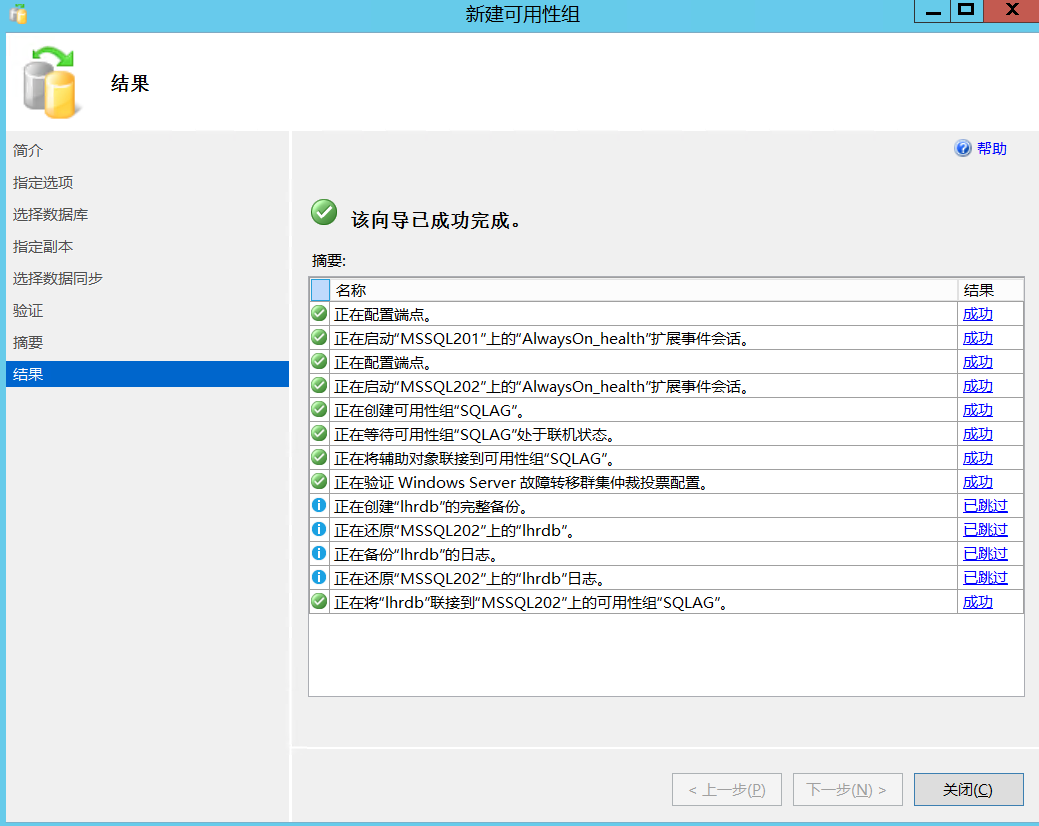 新建可用性组
结果
简介
指定选项
选择数据库
指定副本
选择数据同步
验证
摘要
结果
帮助
该向导已成功完成。
摘要:
名称 结果
正在配置端点。 成功
正在启动“MSSQL201”上的“AlwaysOn_health”扩展事件会话。 成功
正在配置端点。 成功
正在启动“MSSQL202”上的“AlwaysOn_health”扩展事件会话。 成功
正在创建可用性组“SQLAG”。 成功
正在等待可用性组“SQLAG”处于联机状态。 成功
正在将辅助对象联接到可用性组“SQLAG”。 成功
正在验证 Windows Server 故障转移群集仲裁投票配置。 成功
正在创建“lhrdb”的完整备份。 已跳过
正在还原“MSSQL202”上的“lhrdb”。 已跳过
正在备份“lhrdb”的日志。 已跳过
正在还原“MSSQL202”上的“lhrdb”日志。 已跳过
正在将“lhrdb”联接到“MSSQL202”上的可用性组“SQLAG”。 成功
< 上一步(P) 下一步(N) > 关闭(C)